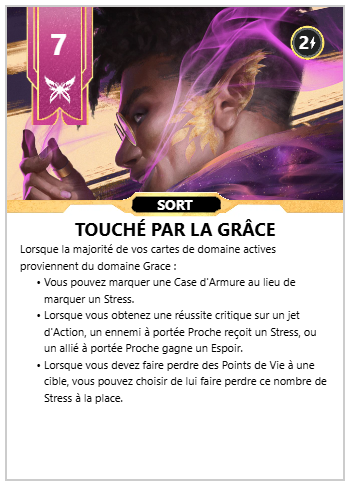 7
2
SORT
TOUCHÉ PAR LA GRÂCE
Lorsque la majorité de vos cartes de domaine actives
proviennent du domaine Grace :
• Vous pouvez marquer une Case d'Armure au lieu de
marquer un Stress.
• Lorsque vous obtenez une réussite critique sur un jet
d'Action, un ennemi à portée Proche reçoit un Stress, ou
un allié à portée Proche gagne un Espoir.
• Lorsque vous devez faire perdre des Points de Vie à une
cible, vous pouvez choisir de lui faire perdre ce nombre de
Stress à la place.